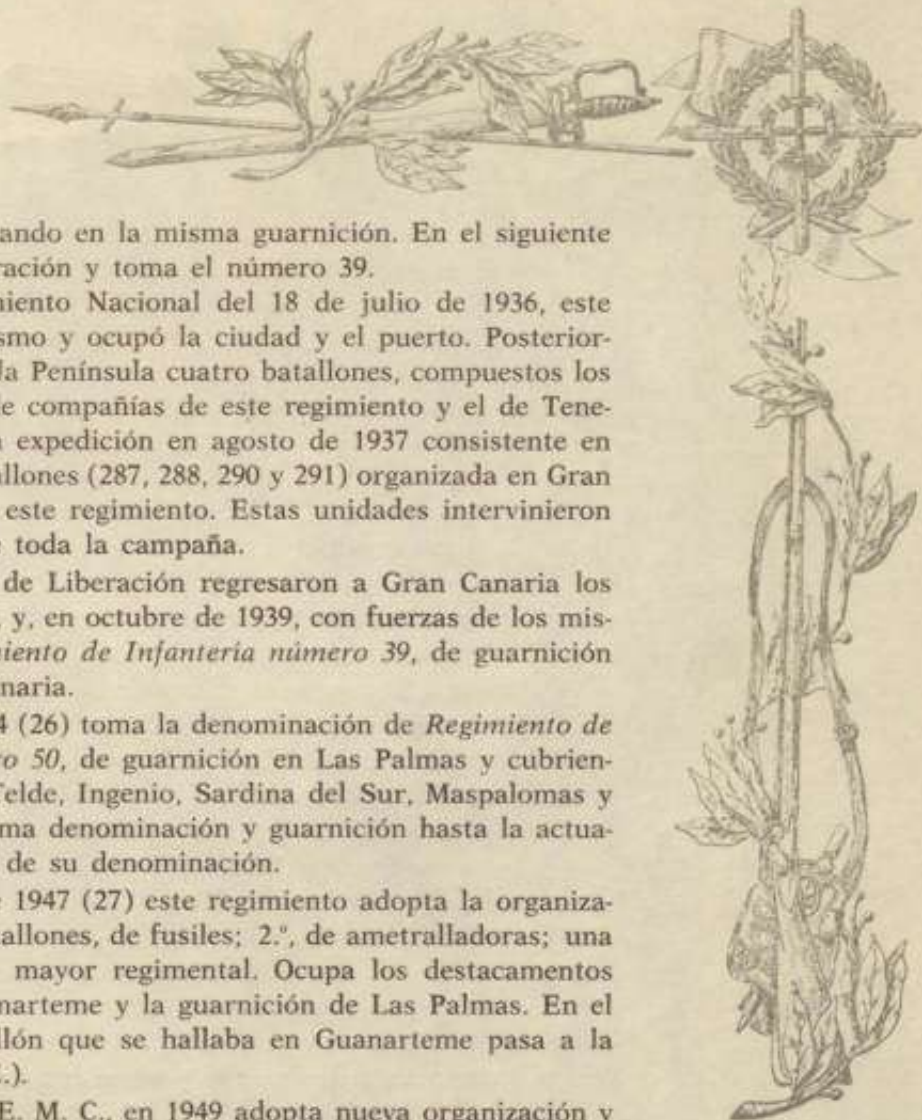 ando en la misma guarnición. En el siguiente
ración y toma el número 39.
niento Nacional del 18 de julio de 1936, este
smo y ocupó la ciudad y el puerto. Posterior-
la Península cuatro batallones, compuestos los
e compañías de este regimiento y el de Tene-
a expedición en agosto de 1937 consistente en
allones (287, 288, 290 y 291) organizada en Gran
este regimiento. Estas unidades intervinieron
e toda la campaña.
de Liberación regresaron a Gran Canaria los
y, en octubre de 1939, con fuerzas de los mis-
niento de Infantería número 39, de guarnición
naria.
4 (26) toma la denominación de Regimiento de
ro 50, de guarnición en Las Palmas y cubrien-
Telde, Ingenio, Sardina del Sur, Maspalomas y
ma denominación y guarnición hasta la actua-
de su denominación.
e 1947 (27) este regimiento adopta la organiza-
allones, de fusiles; 2.º, de ametralladoras; una
mayor regimental. Ocupa los destacamentos
narteme y la guarnición de Las Palmas. En el
llón que se hallaba en Guanarteme pasa a la
E. M. C., en 1949 adopta nueva organización y